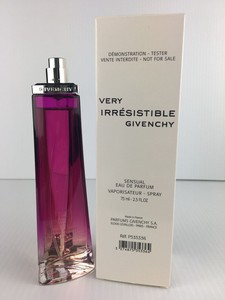 DÉMONSTRATION - TESTER
VENTE INTERDITE - NOT FOR SALE
VERY
IRRÉSISTIBLE
GIVENCHY
SENSUAL
EAU DE PARFUM
VAPORISATEUR - SPRAY
75 ml - 2.5 FL.OZ
PARFUMS GIVENCHY S.A.